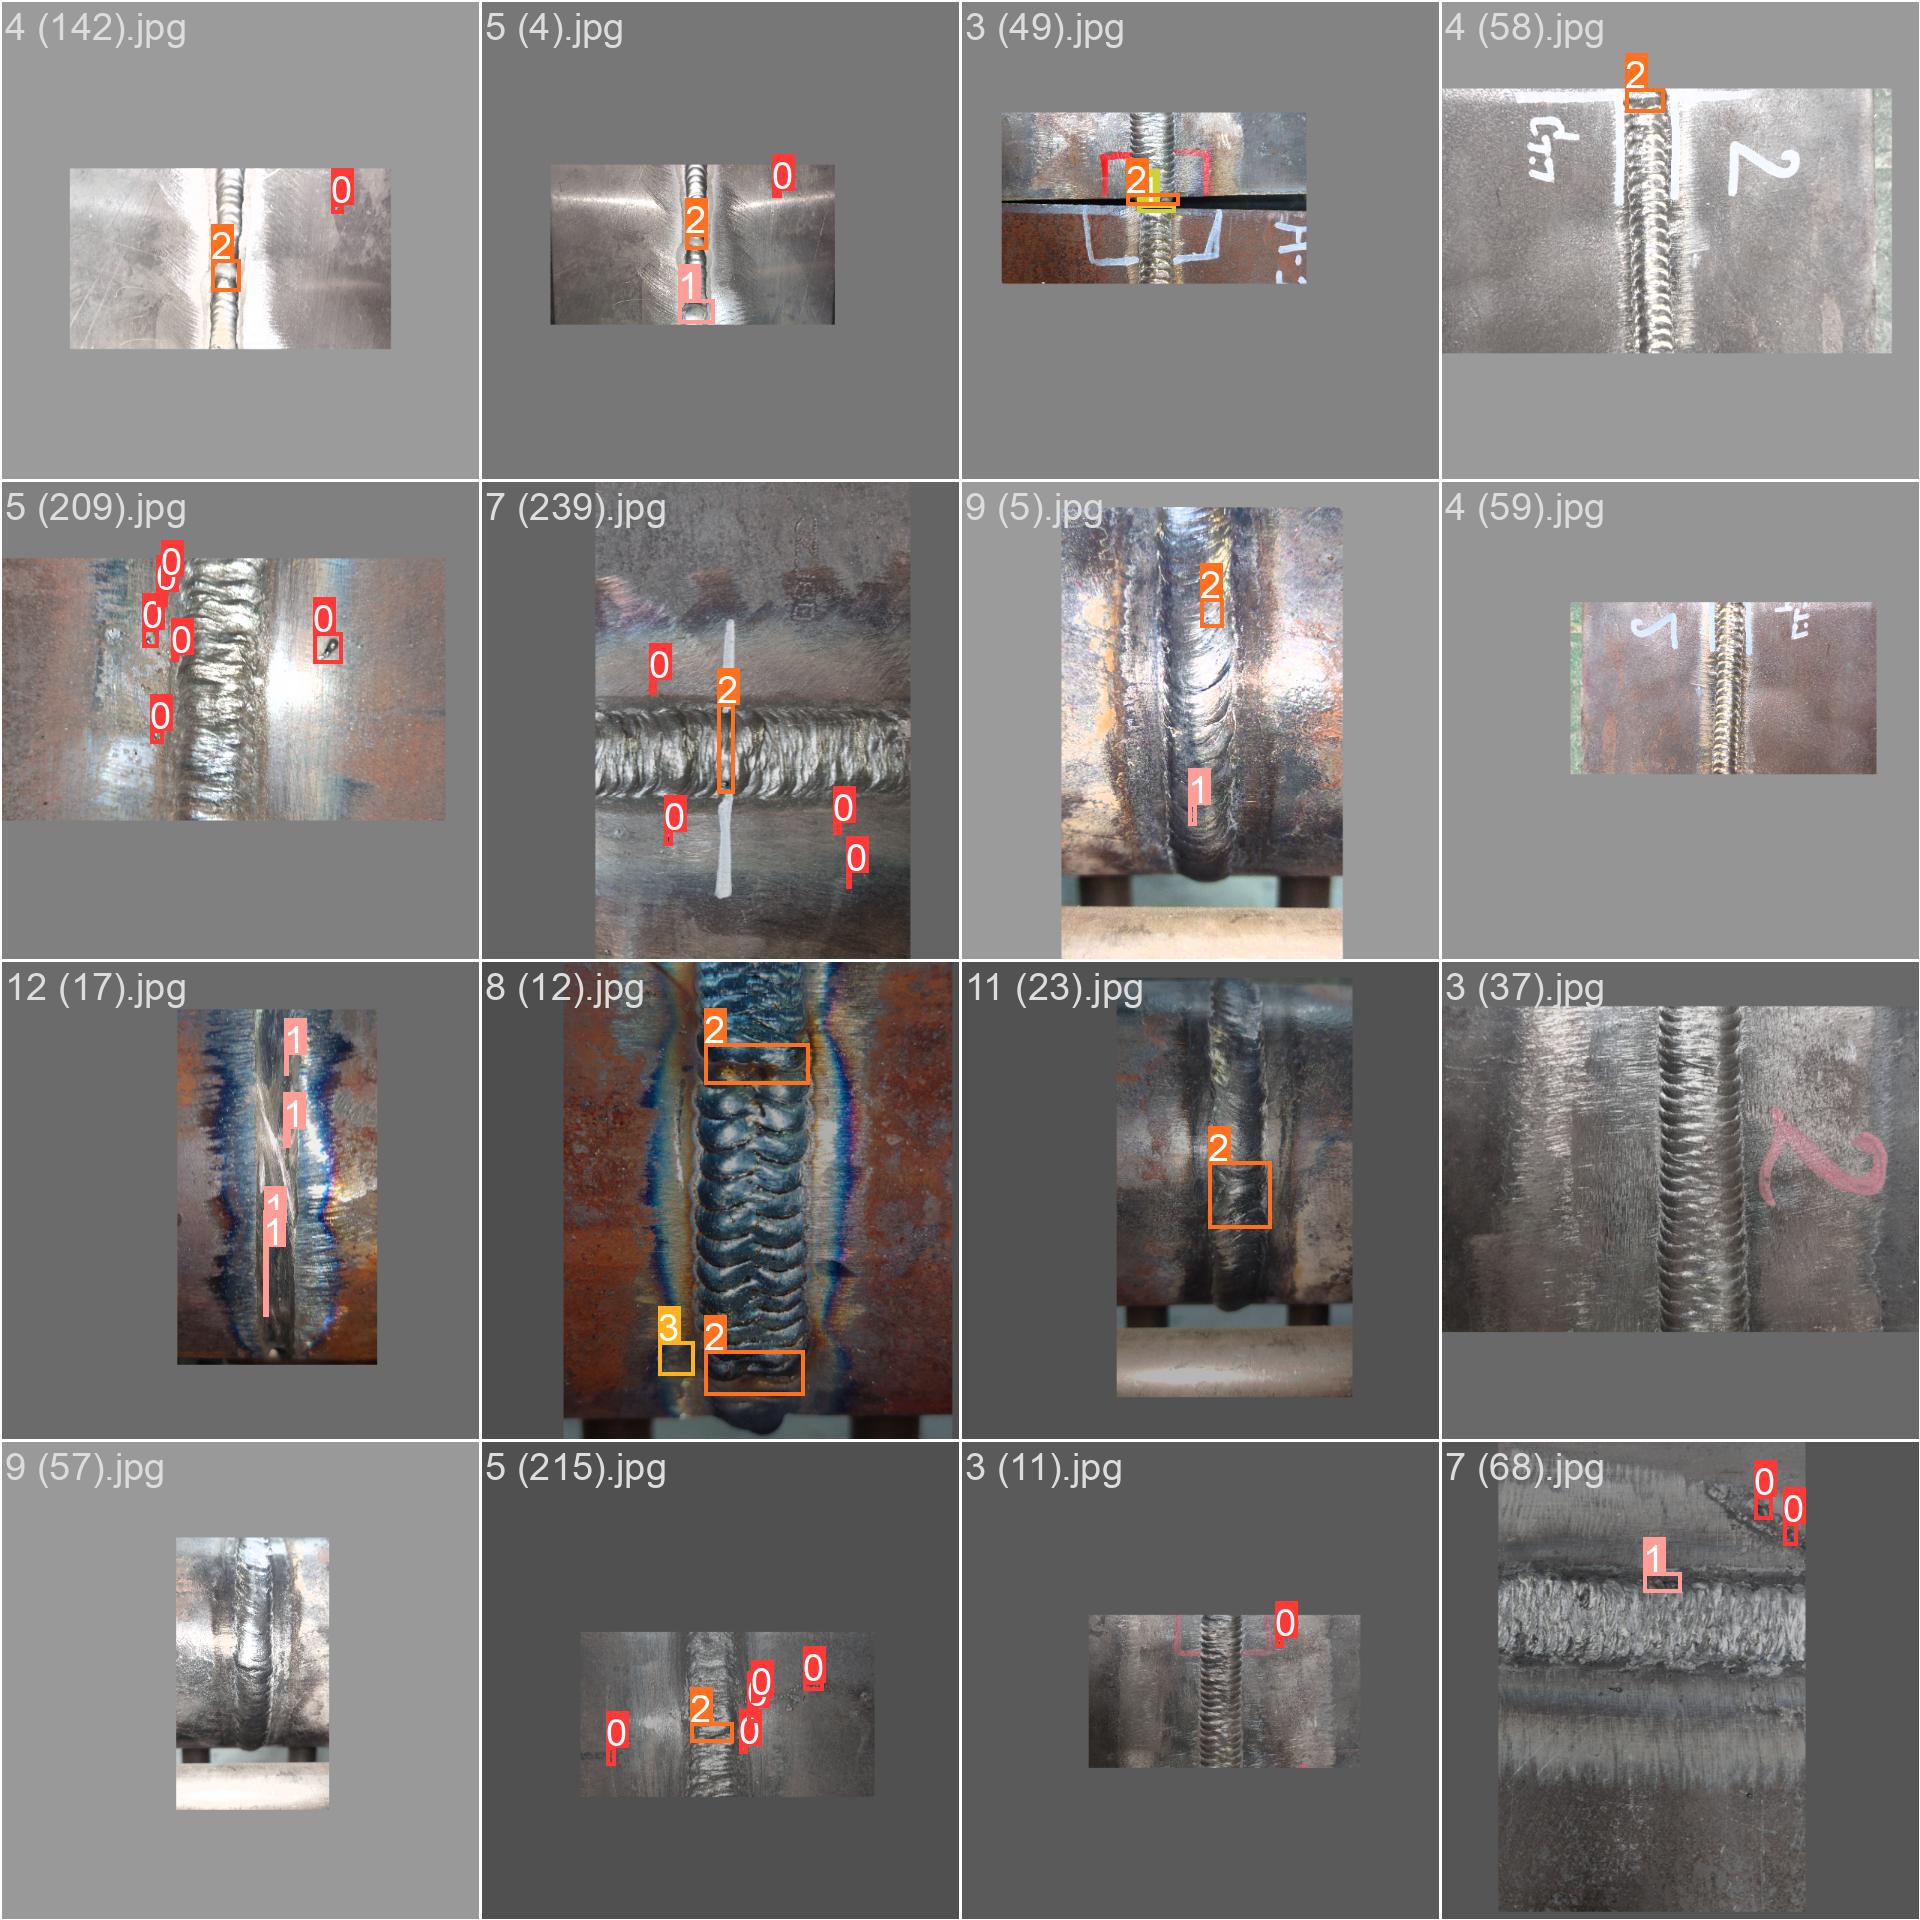 4 (142).jpg
5 (4).jpg
3 (49).jpg
4 (58).jpg
0
2
0
2
1
2
2
2
5 (209).jpg
7 (239).jpg
9 (5).jpg
4 (59).jpg
0
0
0
0
0
0
2
0
0
0
2
1
12 (17).jpg
8 (12).jpg
11 (23).jpg
3 (37).jpg
1
1
1
1
2
3
2
2
2
9 (57).jpg
5 (215).jpg
3 (11).jpg
7 (68).jpg
0
2
0
0
0
0
0
0
1